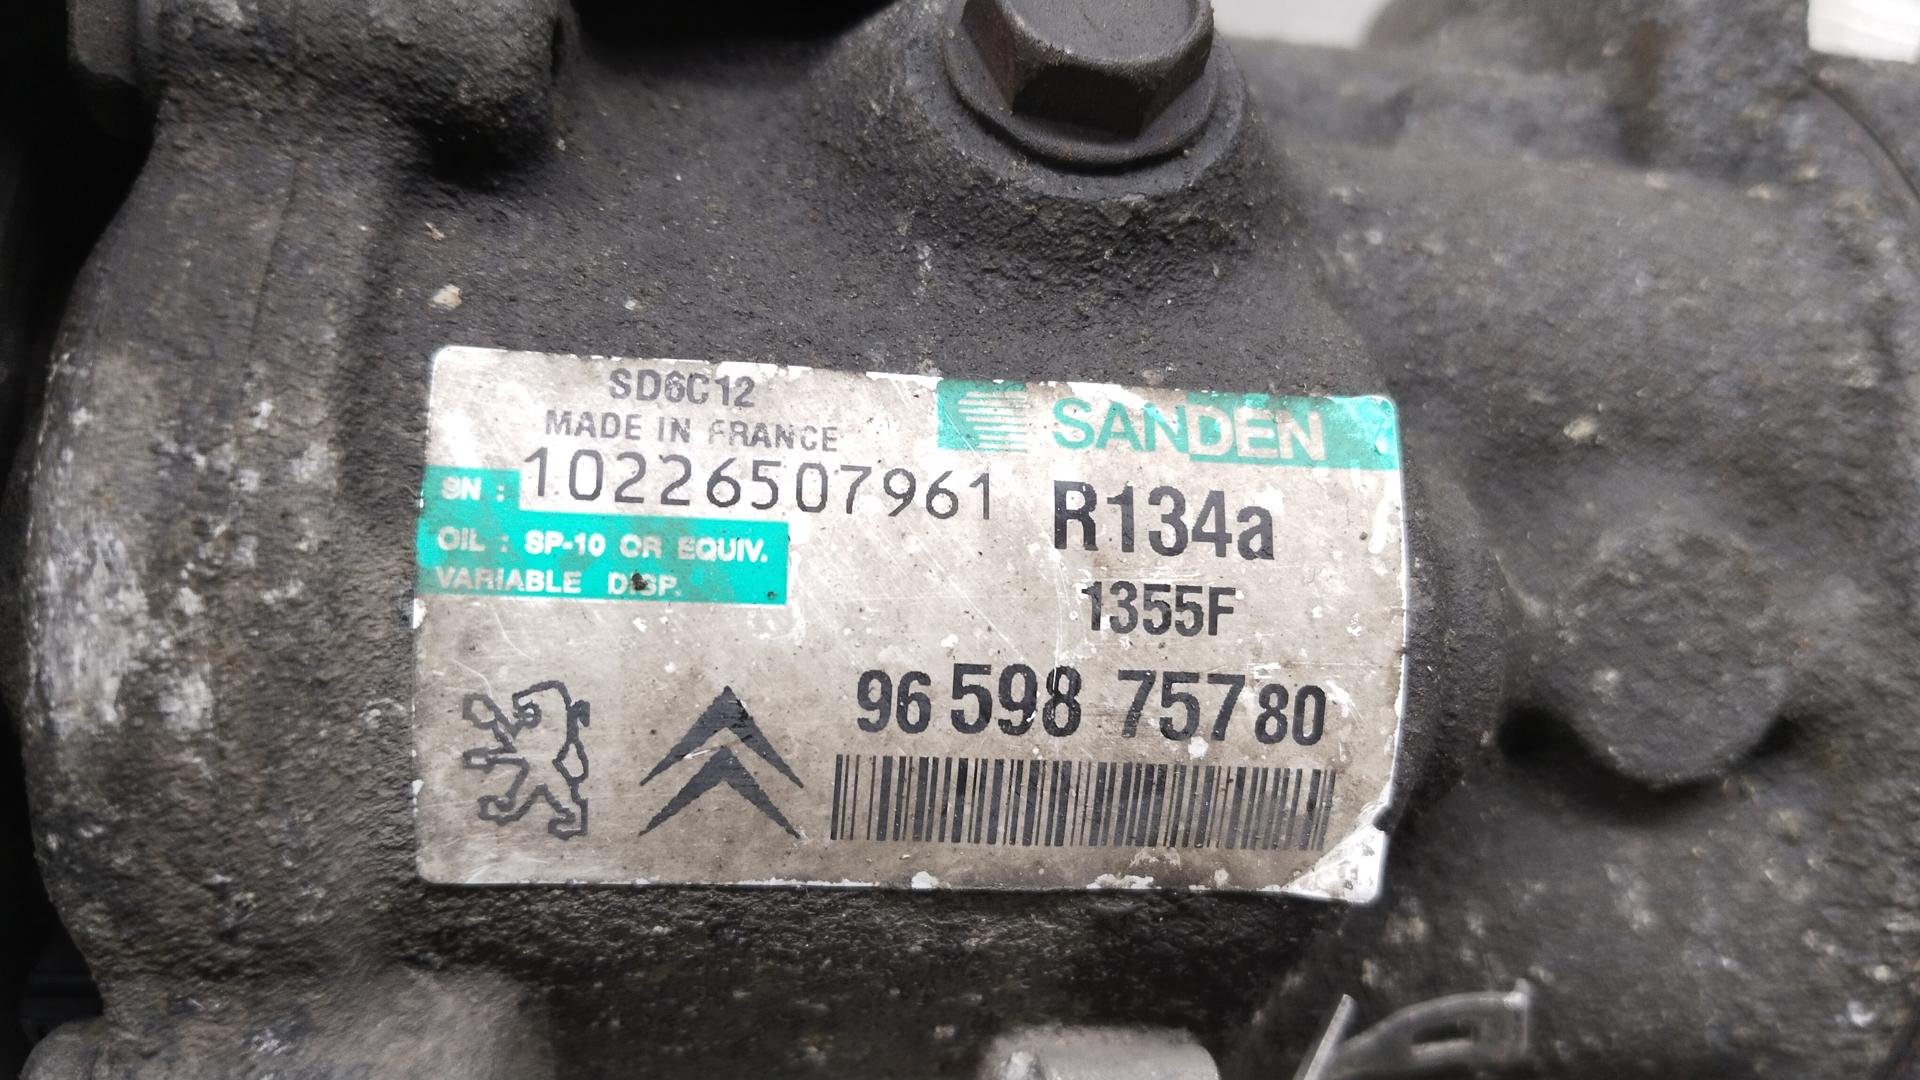 SD6C12
MADE IN FRANCE
SANDEN
SN : 10226507961
R134a
OIL : SP-10 OR EQUIV.
VARIABLE DISP.
1355F
96 598 757 80